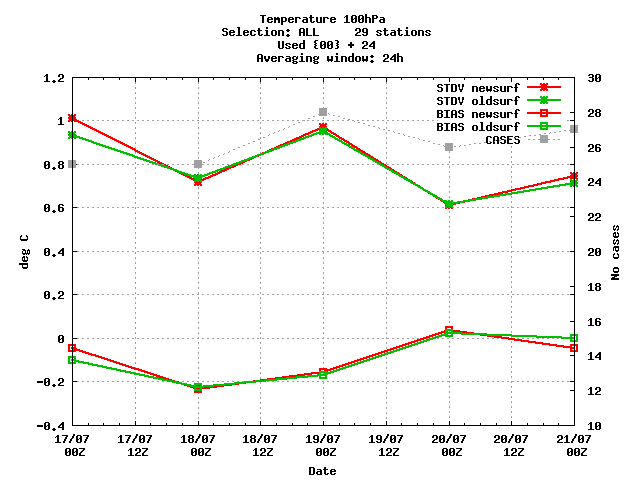 Temperature 100hPa
Selection: ALL 29 stations
Used {00} + 24
Averaging window: 24h
1.2
1
0.8
0.6
0.4
0.2
0
-0.2
-0.4
deg C
30
28
26
24
22
20
18
16
14
12
10
No cases
STDV newsurf
STDV oldsurf
BIAS newsurf
BIAS oldsurf
CASES
17/07 17/07 18/07 18/07 19/07 19/07 20/07 20/07 21/07
00Z 12Z 00Z 12Z 00Z 12Z 00Z 12Z 00Z
Date